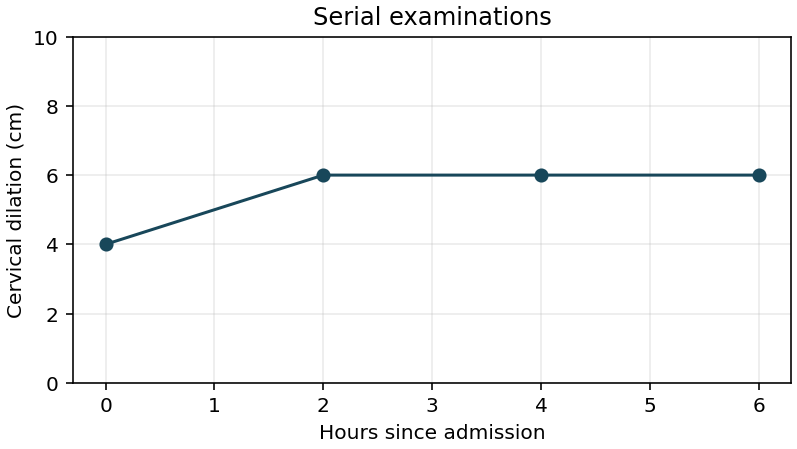 Serial examinations
Cervical dilation (cm)
10
8
6
4
2
0
0 1 2 3 4 5 6
Hours since admission